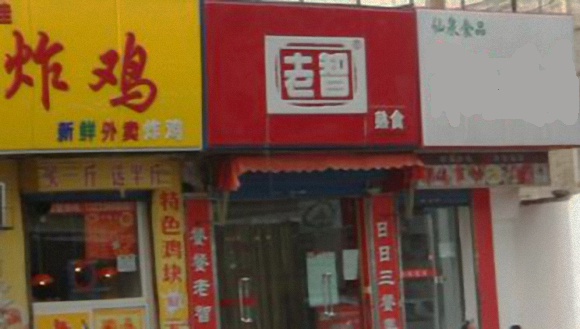 炸鸡
新鲜外卖炸鸡
买一斤送半斤
特色鸡块
老智
熟食
餐餐老智
日日三餐
仙泉食品